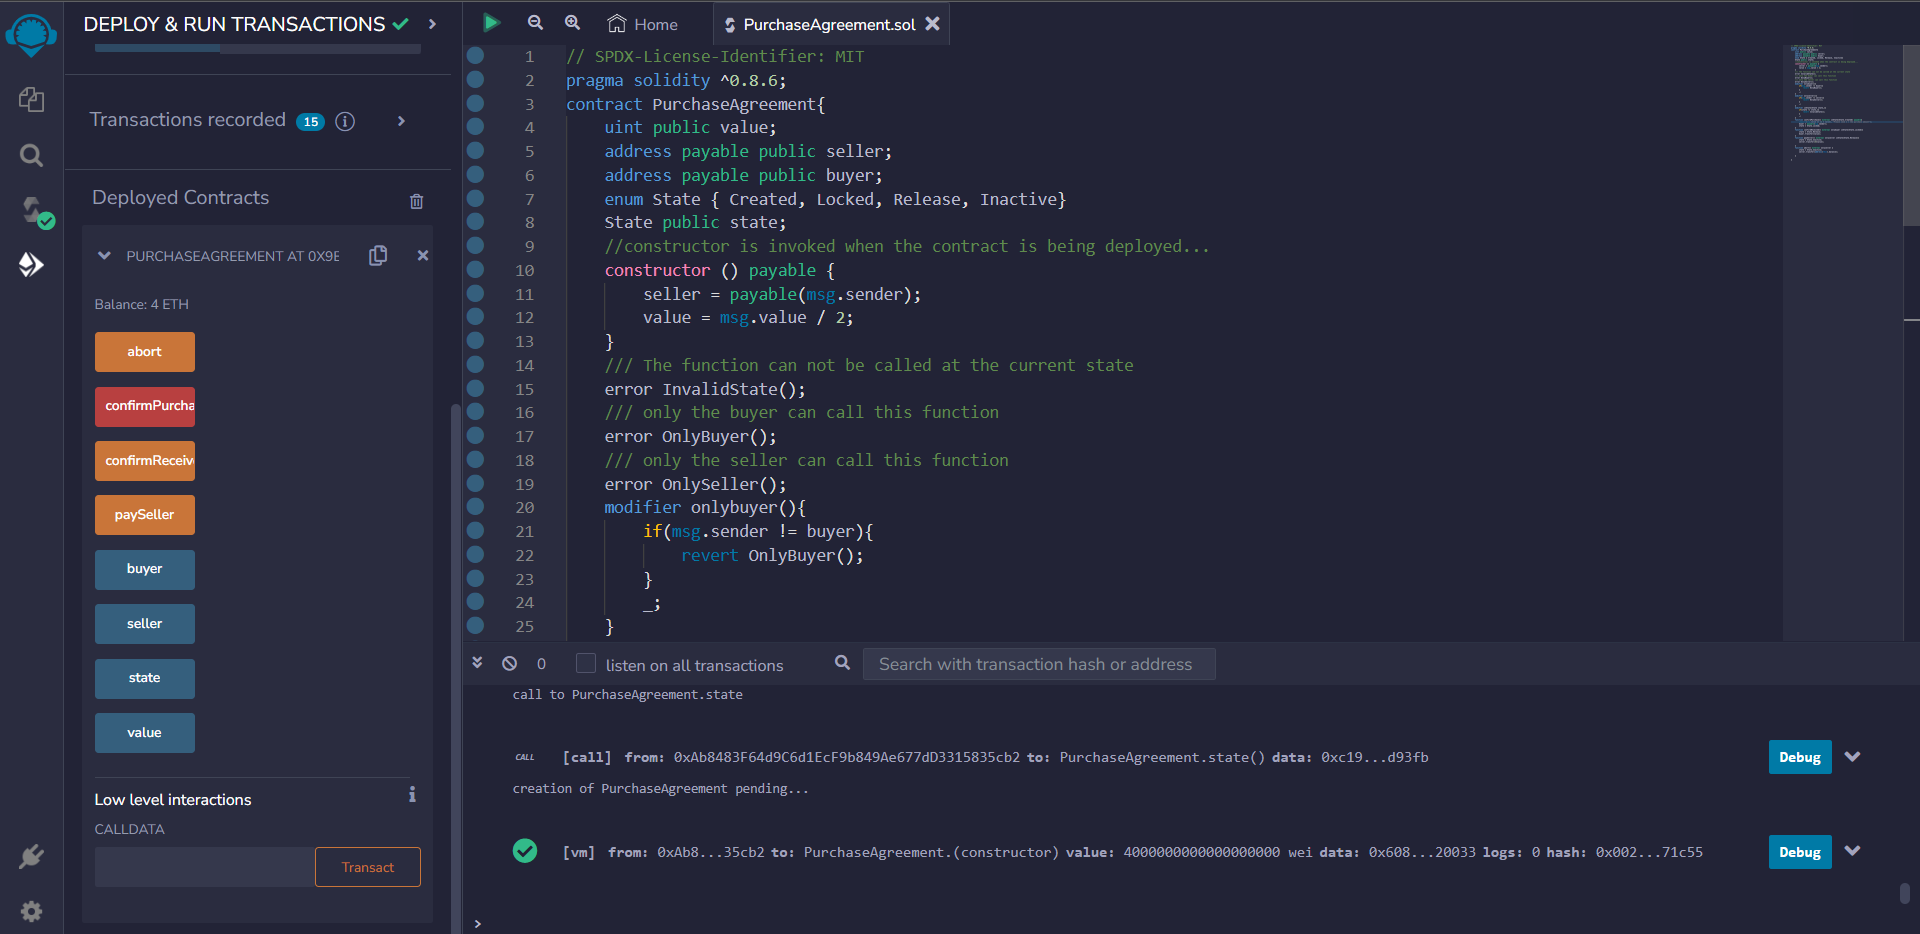 DEPLOY & RUN TRANSACTIONS
Transactions recorded 15
Deployed Contracts
PURCHASEAGREEMENT AT 0X9E
Balance: 4 ETH
abort
confirmPurcha
confirmReceiv
paySeller
buyer
seller
state
value
Low level interactions
CALLDATA
Transact
Home
PurchaseAgreement.sol
1 // SPDX-License-Identifier: MIT
2 pragma solidity ^0.8.6;
3 contract PurchaseAgreement{
4 uint public value;
5 address payable public seller;
6 address payable public buyer;
7 enum State { Created, Locked, Release, Inactive}
8 State public state;
9 //constructor is invoked when the contract is being deployed...
10 constructor () payable {
11 seller = payable(msg.sender);
12 value = msg.value / 2;
13 }
14 /// The function can not be called at the current state
15 error InvalidState();
16 /// only the buyer can call this function
17 error OnlyBuyer();
18 /// only the seller can call this function
19 error OnlySeller();
20 modifier onlybuyer(){
21 if(msg.sender != buyer){
22 revert OnlyBuyer();
23 }
24 _;
25 }
0 listen on all transactions Search with transaction hash or address
call to PurchaseAgreement.state
CALL [call] from: 0xAb8483F64d9C6d1EcF9b849Ae677dD3315835cb2 to: PurchaseAgreement.state() data: 0xc19...d93fb Debug
creation of PurchaseAgreement pending...
[vm] from: 0xAb8...35cb2 to: PurchaseAgreement.(constructor) value: 4000000000000000000 wei data: 0x608...20033 logs: 0 hash: 0x002...71c55 Debug
>